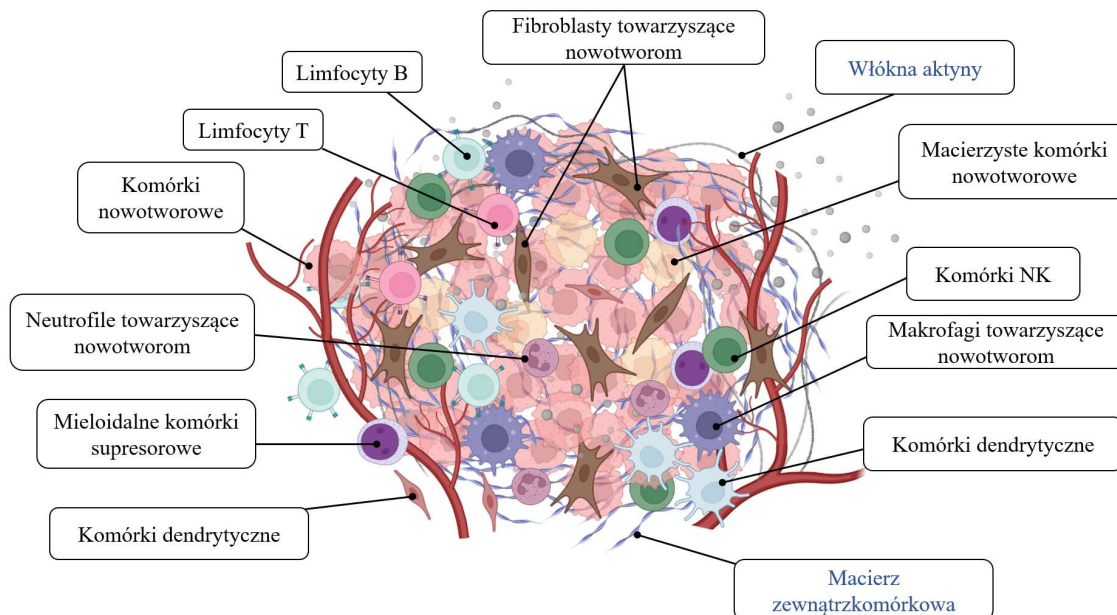 Fibroblasty towarzyszące
nowotworom
Limfocyty B
Włókna aktyny
Limfocyty T
Macierzyste komórki
nowotworowe
Komórki
nowotworowe
Komórki NK
Neutrofile towarzyszące
nowotworom
Makrofagi towarzyszące
nowotworom
Mieloidalne komórki
supresorowe
Komórki dendrytyczne
Komórki dendrytyczne
Macierz
zewnątrzkomórkowa